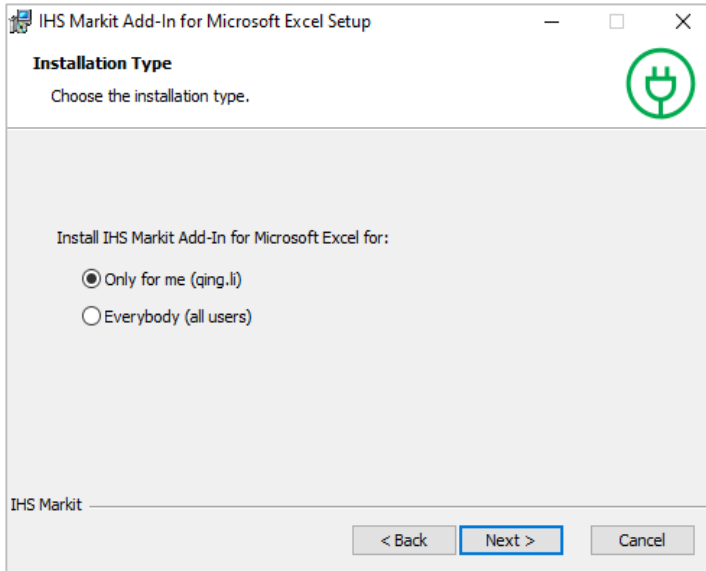 IHS Markit Add-In for Microsoft Excel Setup
Installation Type
Choose the installation type.
Install IHS Markit Add-In for Microsoft Excel for:
Only for me (qing.li)
Everybody (all users)
IHS Markit
< Back Next > Cancel